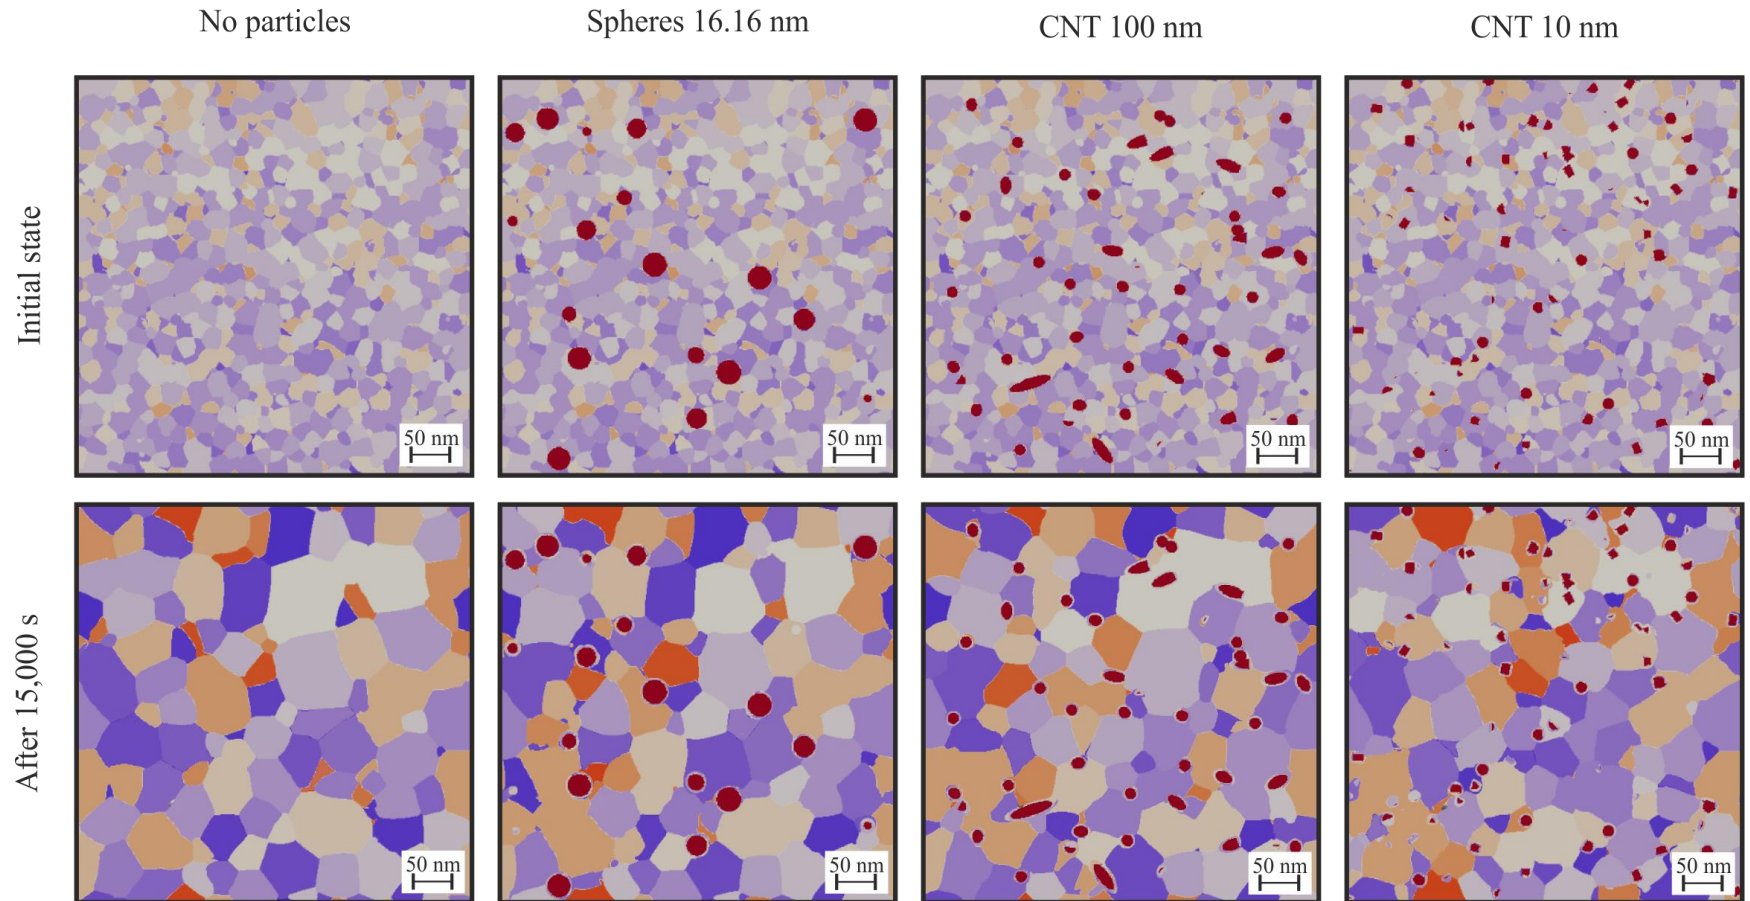 No particles
Spheres 16.16 nm
CNT 100 nm
CNT 10 nm
Initial state
50 nm
50 nm
50 nm
50 nm
After 15,000 s
50 nm
50 nm
50 nm
50 nm